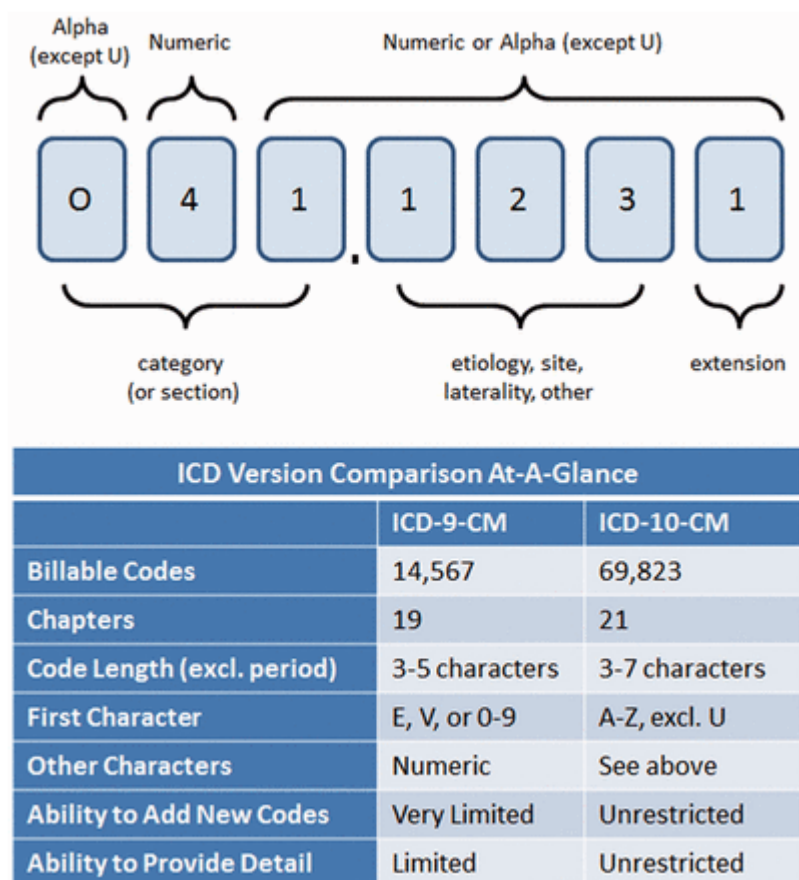 Alpha
(except U)
Numeric
Numeric or Alpha (except U)
O 4 1 . 1 2 3 1
category
(or section)
etiology, site,
laterality, other
extension
ICD Version Comparison At-A-Glance
ICD-9-CM ICD-10-CM
Billable Codes 14,567 69,823
Chapters 19 21
Code Length (excl. period) 3-5 characters 3-7 characters
First Character E, V, or 0-9 A-Z, excl. U
Other Characters Numeric See above
Ability to Add New Codes Very Limited Unrestricted
Ability to Provide Detail Limited Unrestricted